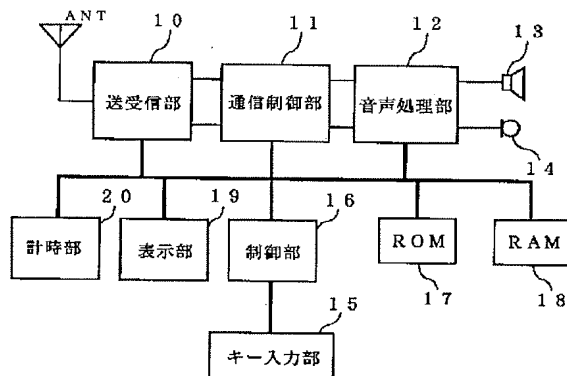 ANT
10
11
12
13
送受信部
通信制御部
音声処理部
14
20
19
16
計時部
表示部
制御部
ROM
RAM
17
18
15
キー入力部